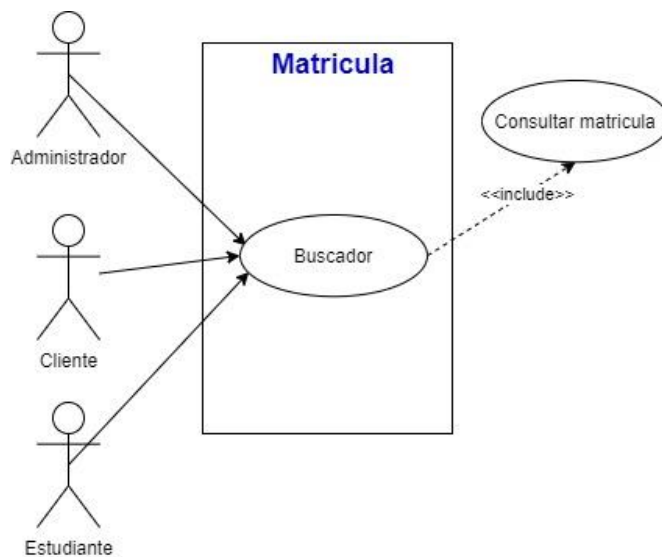 Matricula
Administrador
Consultar matricula
<<include>>
Buscador
Cliente
Estudiante